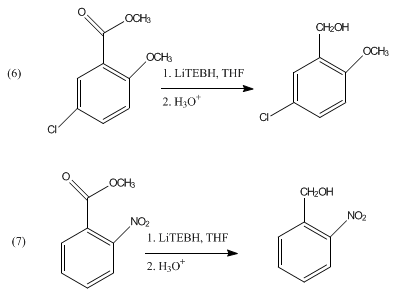 O
OCH₃
CH₂OH
OCH₃
OCH₃
(6)
1. LiTEBH, THF
2. H₃O⁺
Cl
Cl
O
OCH₃
CH₂OH
NO₂
NO₂
(7)
1. LiTEBH, THF
2. H₃O⁺